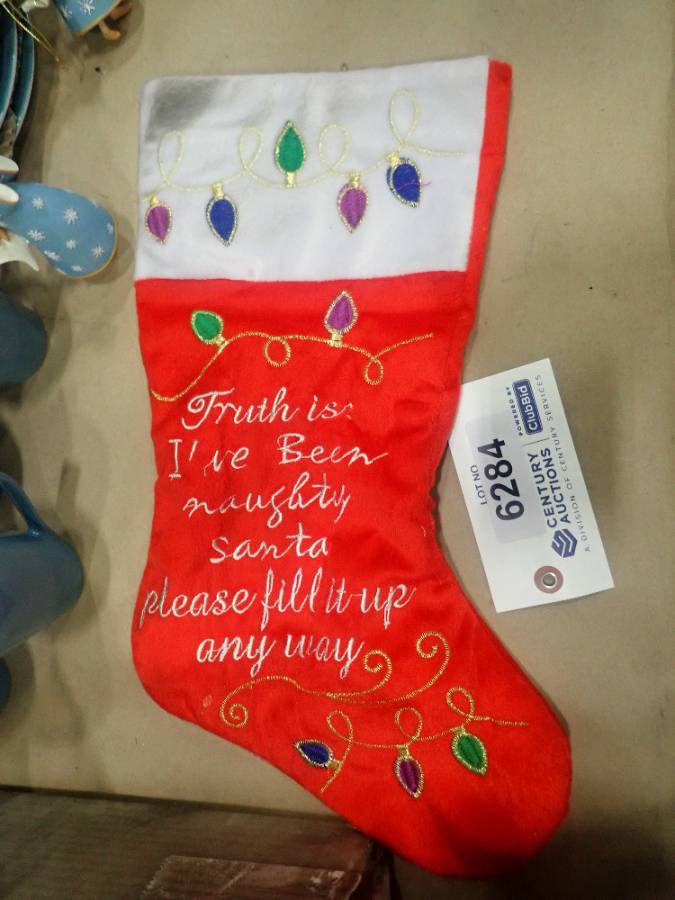 Truth is:
I've Been
naughty
santa
please fill it up
any way
LOT NO
6284
CENTURY
AUCTIONS
A DIVISION OF CENTURY SERVICES
POWERED BY
ClubBid